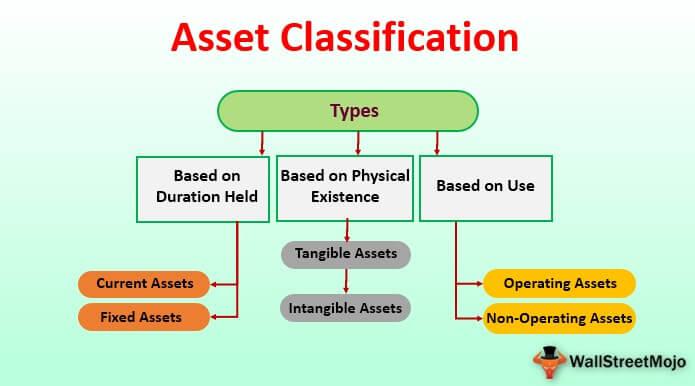 Asset Classification
Types
Based on
Duration Held
Based on Physical
Existence
Based on Use
Tangible Assets
Current Assets
Operating Assets
Intangible Assets
Fixed Assets
Non-Operating Assets
WallStreetMojo